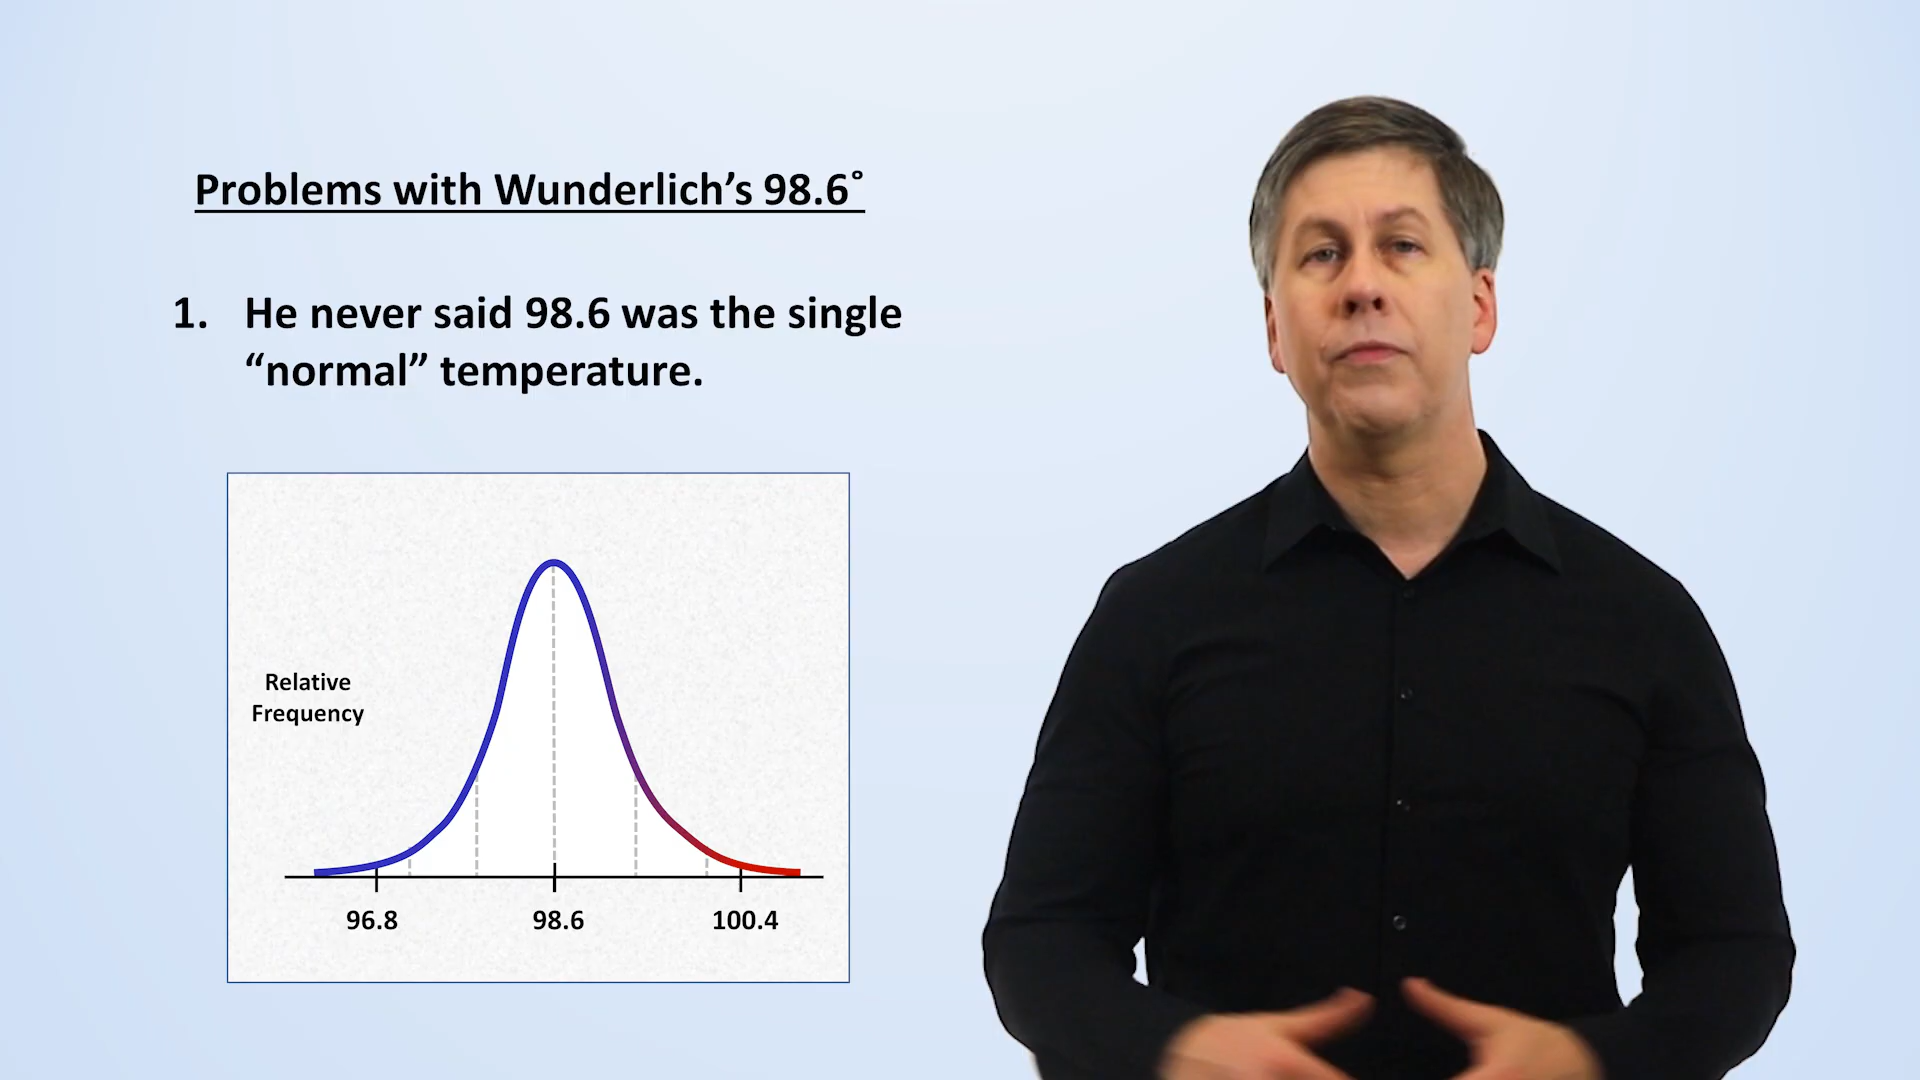 Problems with Wunderlich’s 98.6˚
1. He never said 98.6 was the single
“normal” temperature.
Relative
Frequency
96.8 98.6 100.4